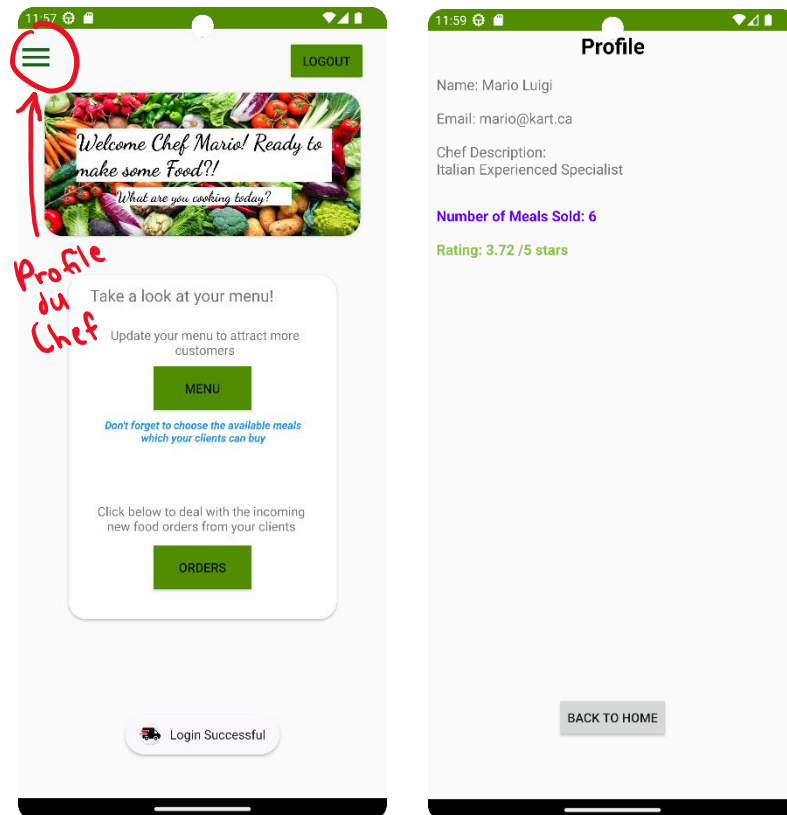 11:57
LOGOUT
Welcome Chef Mario! Ready to
make some Food?!
What are you cooking today?
Profile
du
Chef
Take a look at your menu!
Update your menu to attract more
customers
MENU
Don't forget to choose the available meals
which your clients can buy
Click below to deal with the incoming
new food orders from your clients
ORDERS
Login Successful
11:59
Profile
Name: Mario Luigi
Email: mario@kart.ca
Chef Description:
Italian Experienced Specialist
Number of Meals Sold: 6
Rating: 3.72 /5 stars
BACK TO HOME